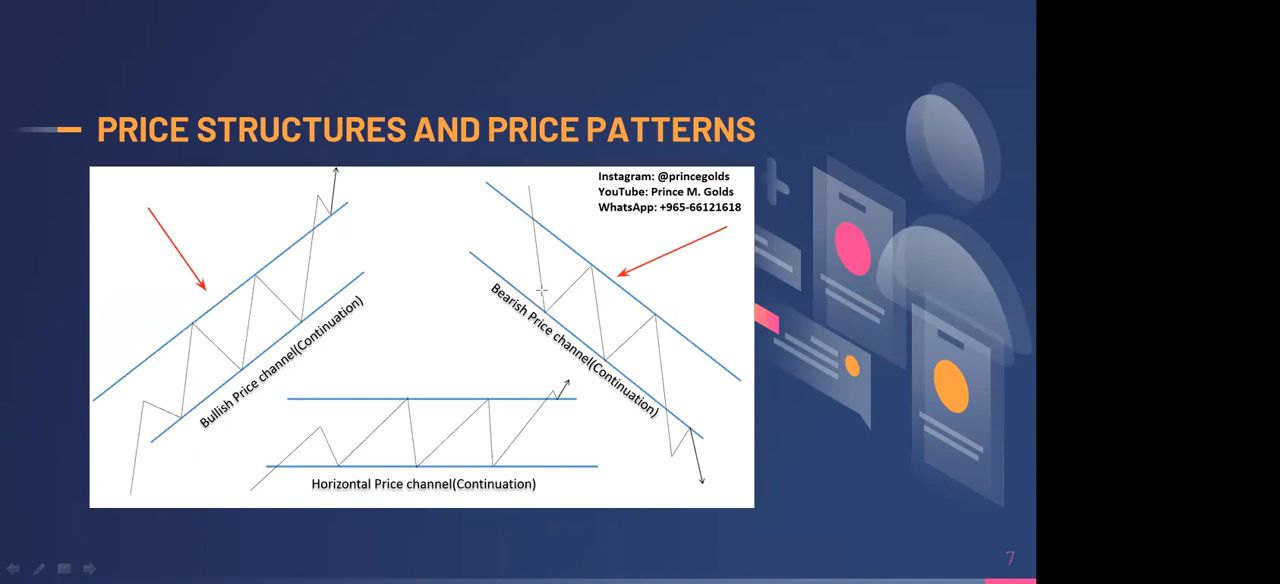 PRICE STRUCTURES AND PRICE PATTERNS
Instagram: @princegolds
YouTube: Prince M. Golds
WhatsApp: +965-66121618
Bullish Price channel(Continuation)
Bearish Price channel(Continuation)
Horizontal Price channel(Continuation)
7